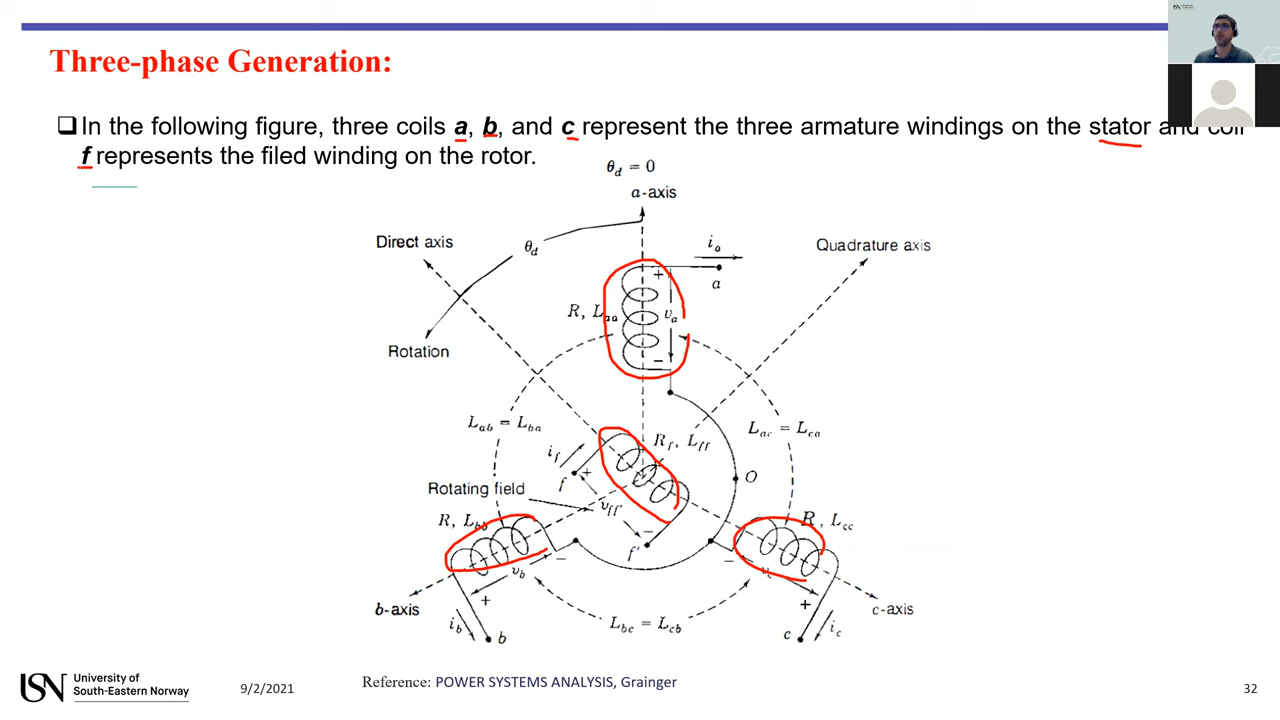 Three-phase Generation:
In the following figure, three coils a, b, and c represent the three armature windings on the stator and coil
f represents the filed winding on the rotor.
θd = 0
a-axis
Direct axis
θd
ia
Quadrature axis
+
a
R, Laa
va
Rotation
−
Lab = Lba
Rf, Lff
Lac = Lca
if
+
f
O
Rotating field
vff'
R, Lbb
−
R, Lcc
f'
−
−
vb
+
+
b-axis
c-axis
ib
b
Lbc = Lcb
c
ic
USN
University of
South-Eastern Norway
9/2/2021
Reference: POWER SYSTEMS ANALYSIS, Grainger
32